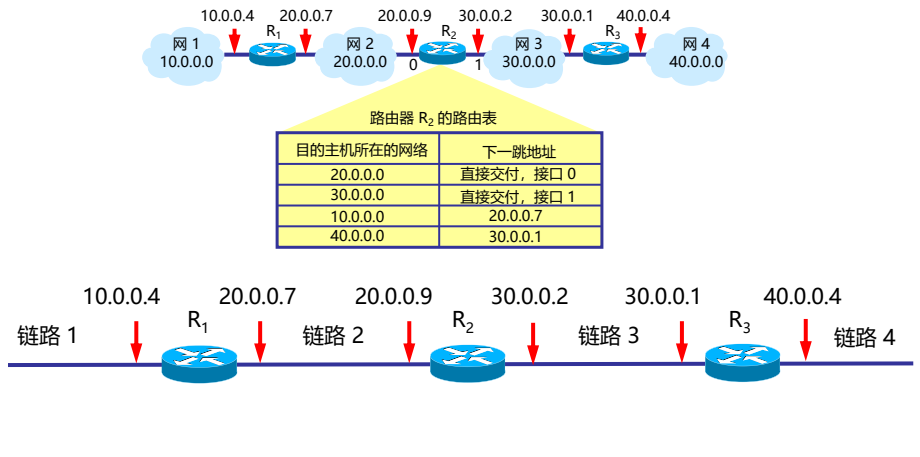 10.0.0.4 20.0.0.7 20.0.0.9 30.0.0.2 30.0.0.1 40.0.0.4
R1 R2 R3
网 1 网 2 网 3 网 4
10.0.0.0 20.0.0.0 0 1 30.0.0.0 40.0.0.0
路由器 R2 的路由表
目的主机所在的网络 下一跳地址
20.0.0.0 直接交付，接口 0
30.0.0.0 直接交付，接口 1
10.0.0.0 20.0.0.7
40.0.0.0 30.0.0.1
10.0.0.4 20.0.0.7 20.0.0.9 30.0.0.2 30.0.0.1 40.0.0.4
链路 1 R1 链路 2 R2 链路 3 R3 链路 4